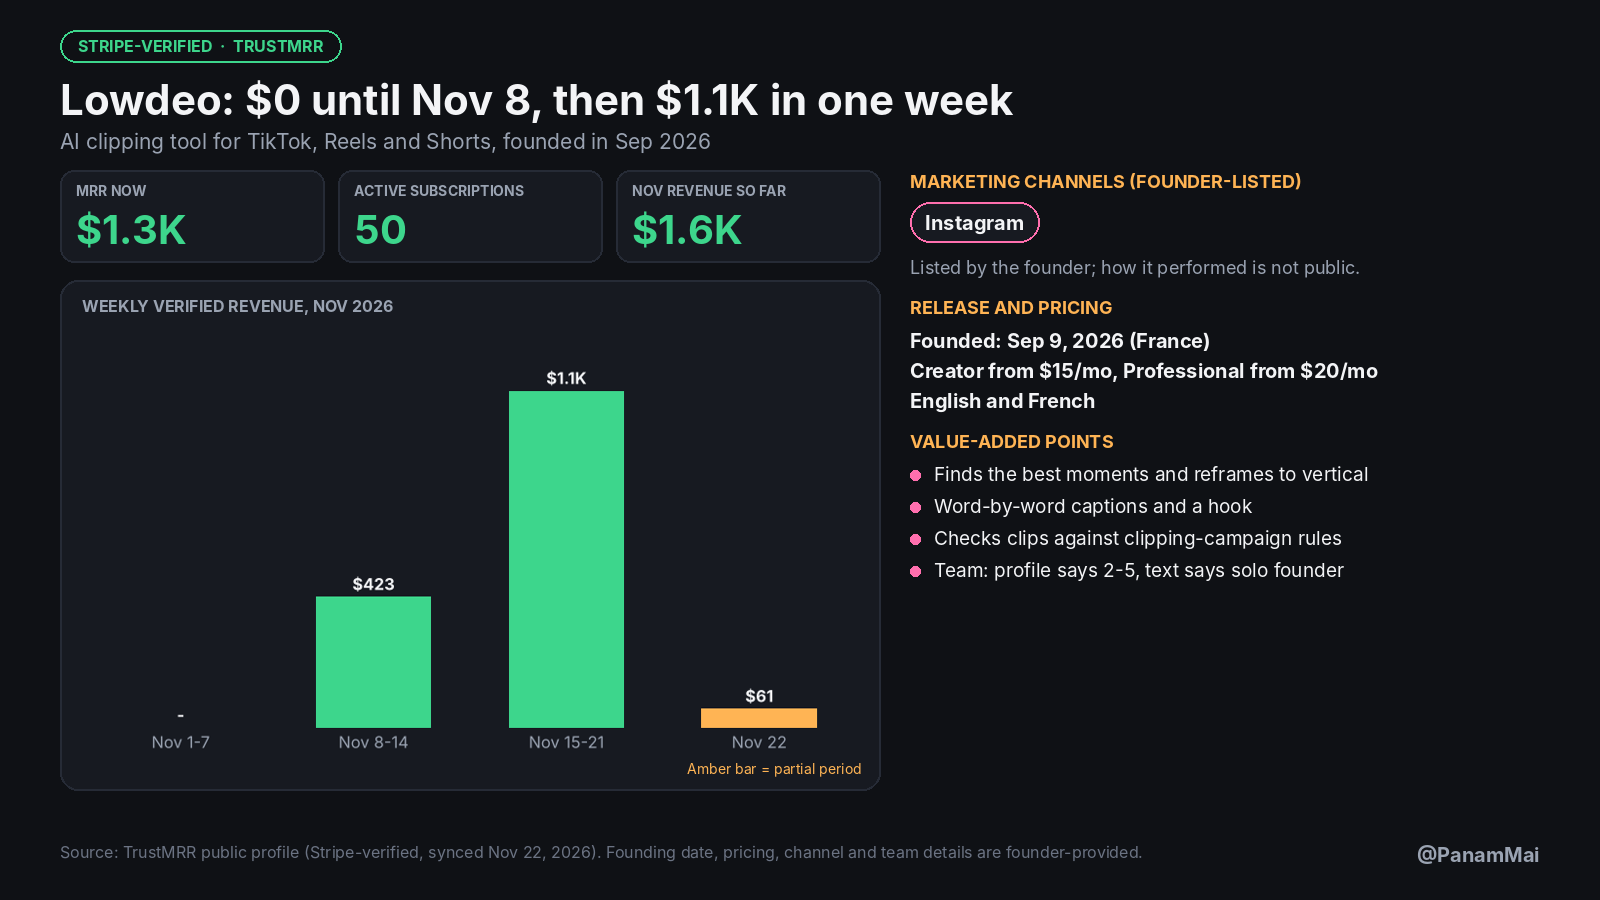 STRIPE-VERIFIED · TRUSTMRR
Lowdeo: $0 until Nov 8, then $1.1K in one week
AI clipping tool for TikTok, Reels and Shorts, founded in Sep 2026
MRR NOW
$1.3K
ACTIVE SUBSCRIPTIONS
50
NOV REVENUE SO FAR
$1.6K
WEEKLY VERIFIED REVENUE, NOV 2026
-
$423
$1.1K
$61
Nov 1-7
Nov 8-14
Nov 15-21
Nov 22
Amber bar = partial period
MARKETING CHANNELS (FOUNDER-LISTED)
Instagram
Listed by the founder; how it performed is not public.
RELEASE AND PRICING
Founded: Sep 9, 2026 (France)
Creator from $15/mo, Professional from $20/mo
English and French
VALUE-ADDED POINTS
Finds the best moments and reframes to vertical
Word-by-word captions and a hook
Checks clips against clipping-campaign rules
Team: profile says 2-5, text says solo founder
Source: TrustMRR public profile (Stripe-verified, synced Nov 22, 2026). Founding date, pricing, channel and team details are founder-provided.
@PanamMai